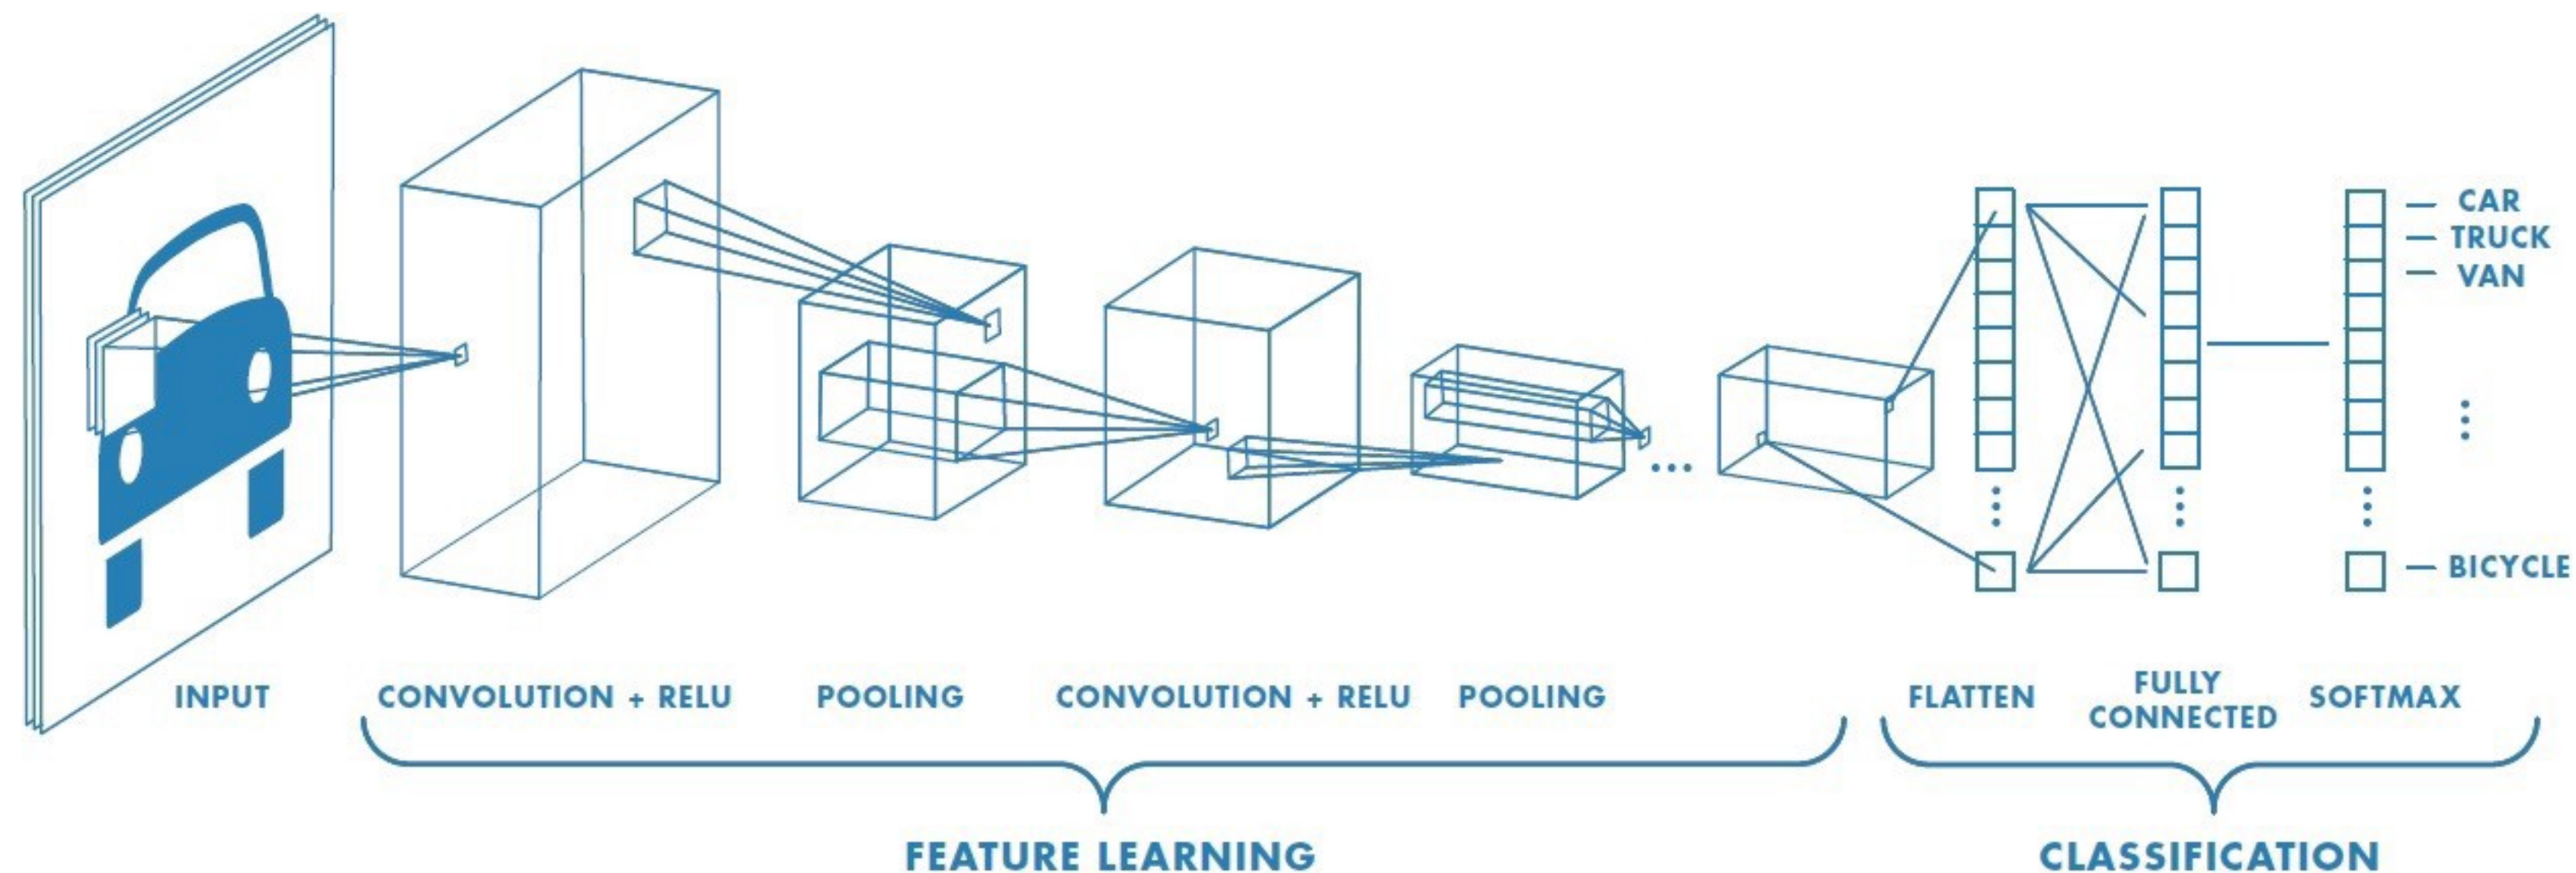 CAR
TRUCK
VAN
BICYCLE
INPUT
CONVOLUTION + RELU
POOLING
CONVOLUTION + RELU
POOLING
FLATTEN
FULLY
CONNECTED
SOFTMAX
FEATURE LEARNING
CLASSIFICATION